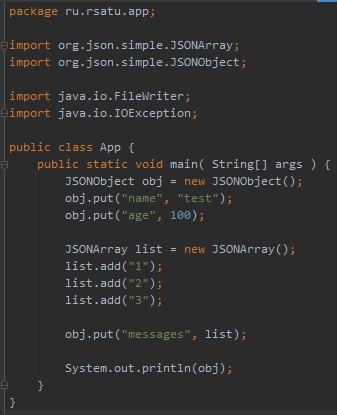 package ru.rsatu.app;
import org.json.simple.JSONArray;
import org.json.simple.JSONObject;
import java.io.FileWriter;
import java.io.IOException;
public class App {
public static void main( String[] args ) {
JSONObject obj = new JSONObject();
obj.put("name", "test");
obj.put("age", 100);
JSONArray list = new JSONArray();
list.add("1");
list.add("2");
list.add("3");
obj.put("messages", list);
System.out.println(obj);
}
}